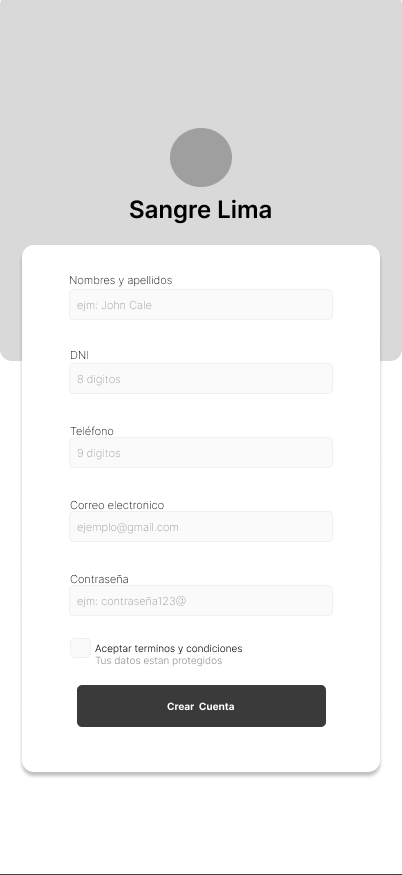 Sangre Lima
Nombres y apellidos
ejm: John Cale
DNI
8 digitos
Teléfono
9 digitos
Correo electronico
ejemplo@gmail.com
Contraseña
ejm: contraseña123@
Aceptar terminos y condiciones
Tus datos estan protegidos
Crear Cuenta